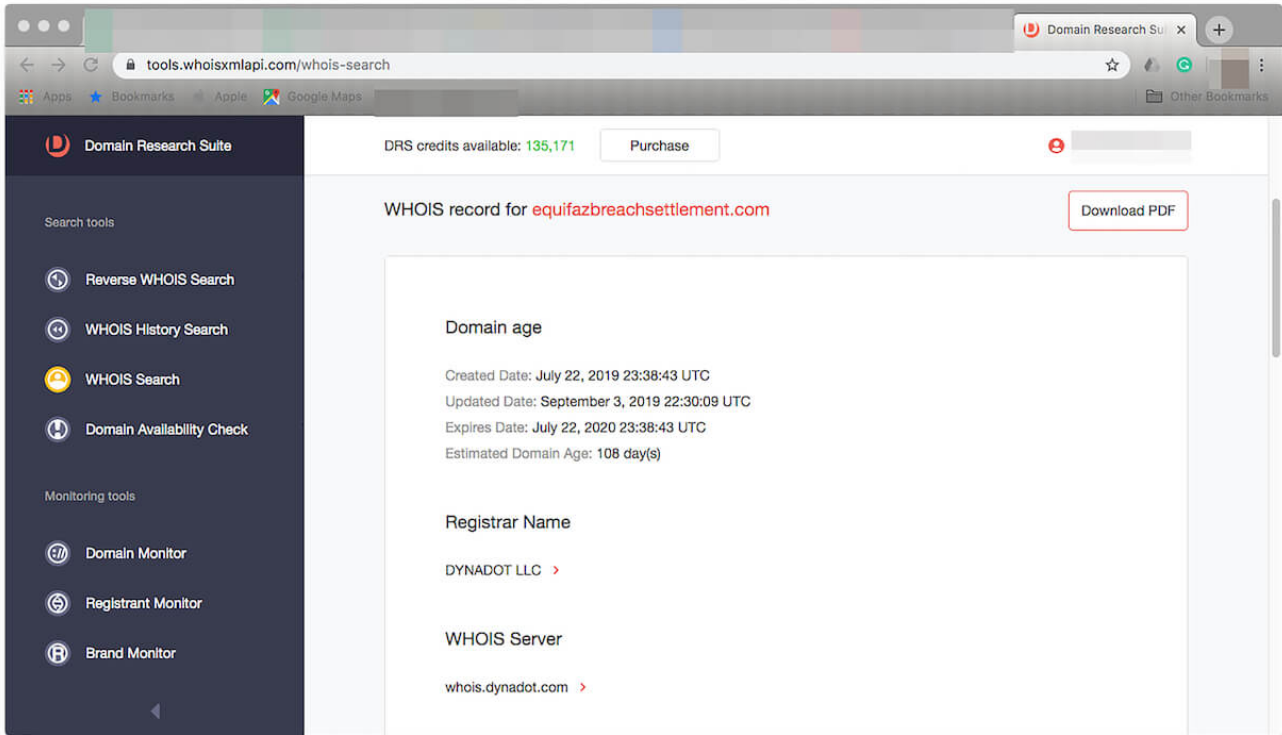 Domain Research Su
tools.whoisxmlapi.com/whois-search
Apps Bookmarks Apple Google Maps Other Bookmarks
Domain Research Suite
DRS credits available: 135,171 Purchase
WHOIS record for equifazbreachsettlement.com Download PDF
Search tools
Reverse WHOIS Search
WHOIS History Search
WHOIS Search
Domain Availability Check
Monitoring tools
Domain Monitor
Registrant Monitor
Brand Monitor
Domain age
Created Date: July 22, 2019 23:38:43 UTC
Updated Date: September 3, 2019 22:30:09 UTC
Expires Date: July 22, 2020 23:38:43 UTC
Estimated Domain Age: 108 day(s)
Registrar Name
DYNADOT LLC >
WHOIS Server
whois.dynadot.com >